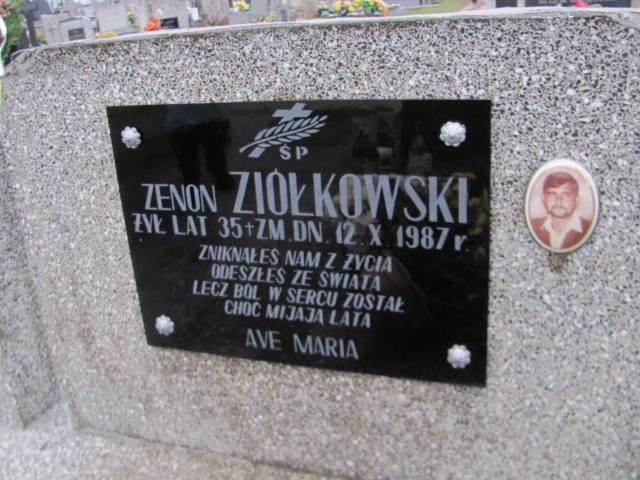 ŚP
ZENON ZIÓŁKOWSKI
ŻYŁ LAT 35 + ZM. DN. 12. X. 1987 r.
ZNIKNĄŁEŚ NAM Z ŻYCIA
ODESZŁEŚ ZE ŚWIATA
LECZ BÓL W SERCU ZOSTAŁ
CHOĆ MIJAJĄ LATA
AVE MARIA